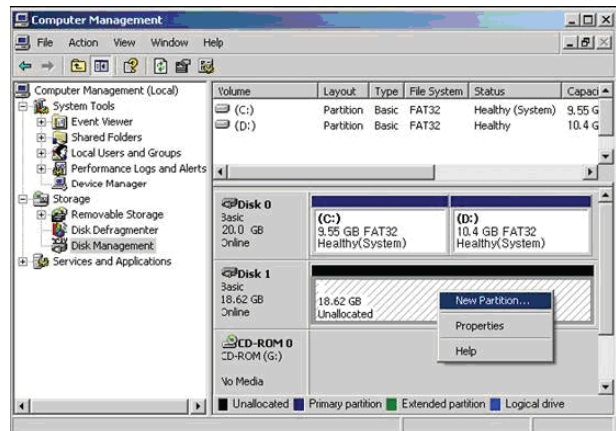 Computer Management
File Action View Window Help
Computer Management (Local)
System Tools
Event Viewer
Shared Folders
Local Users and Groups
Performance Logs and Alerts
Device Manager
Storage
Removable Storage
Disk Defragmenter
Disk Management
Services and Applications
Volume Layout Type File System Status Capaci
(C:) Partition Basic FAT32 Healthy (System) 9.55 G
(D:) Partition Basic FAT32 Healthy 10.4 G
Disk 0
Basic
20.0 GB
Online
(C:)
9.55 GB FAT32
Healthy(System)
(D:)
10.4 GB FAT32
Healthy(System)
Disk 1
Basic
18.62 GB
Online
18.62 GB
Unallocated
New Partition...
Properties
Help
CD-ROM 0
CD-ROM (G:)
No Media
Unallocated Primary partition Extended partition Logical drive